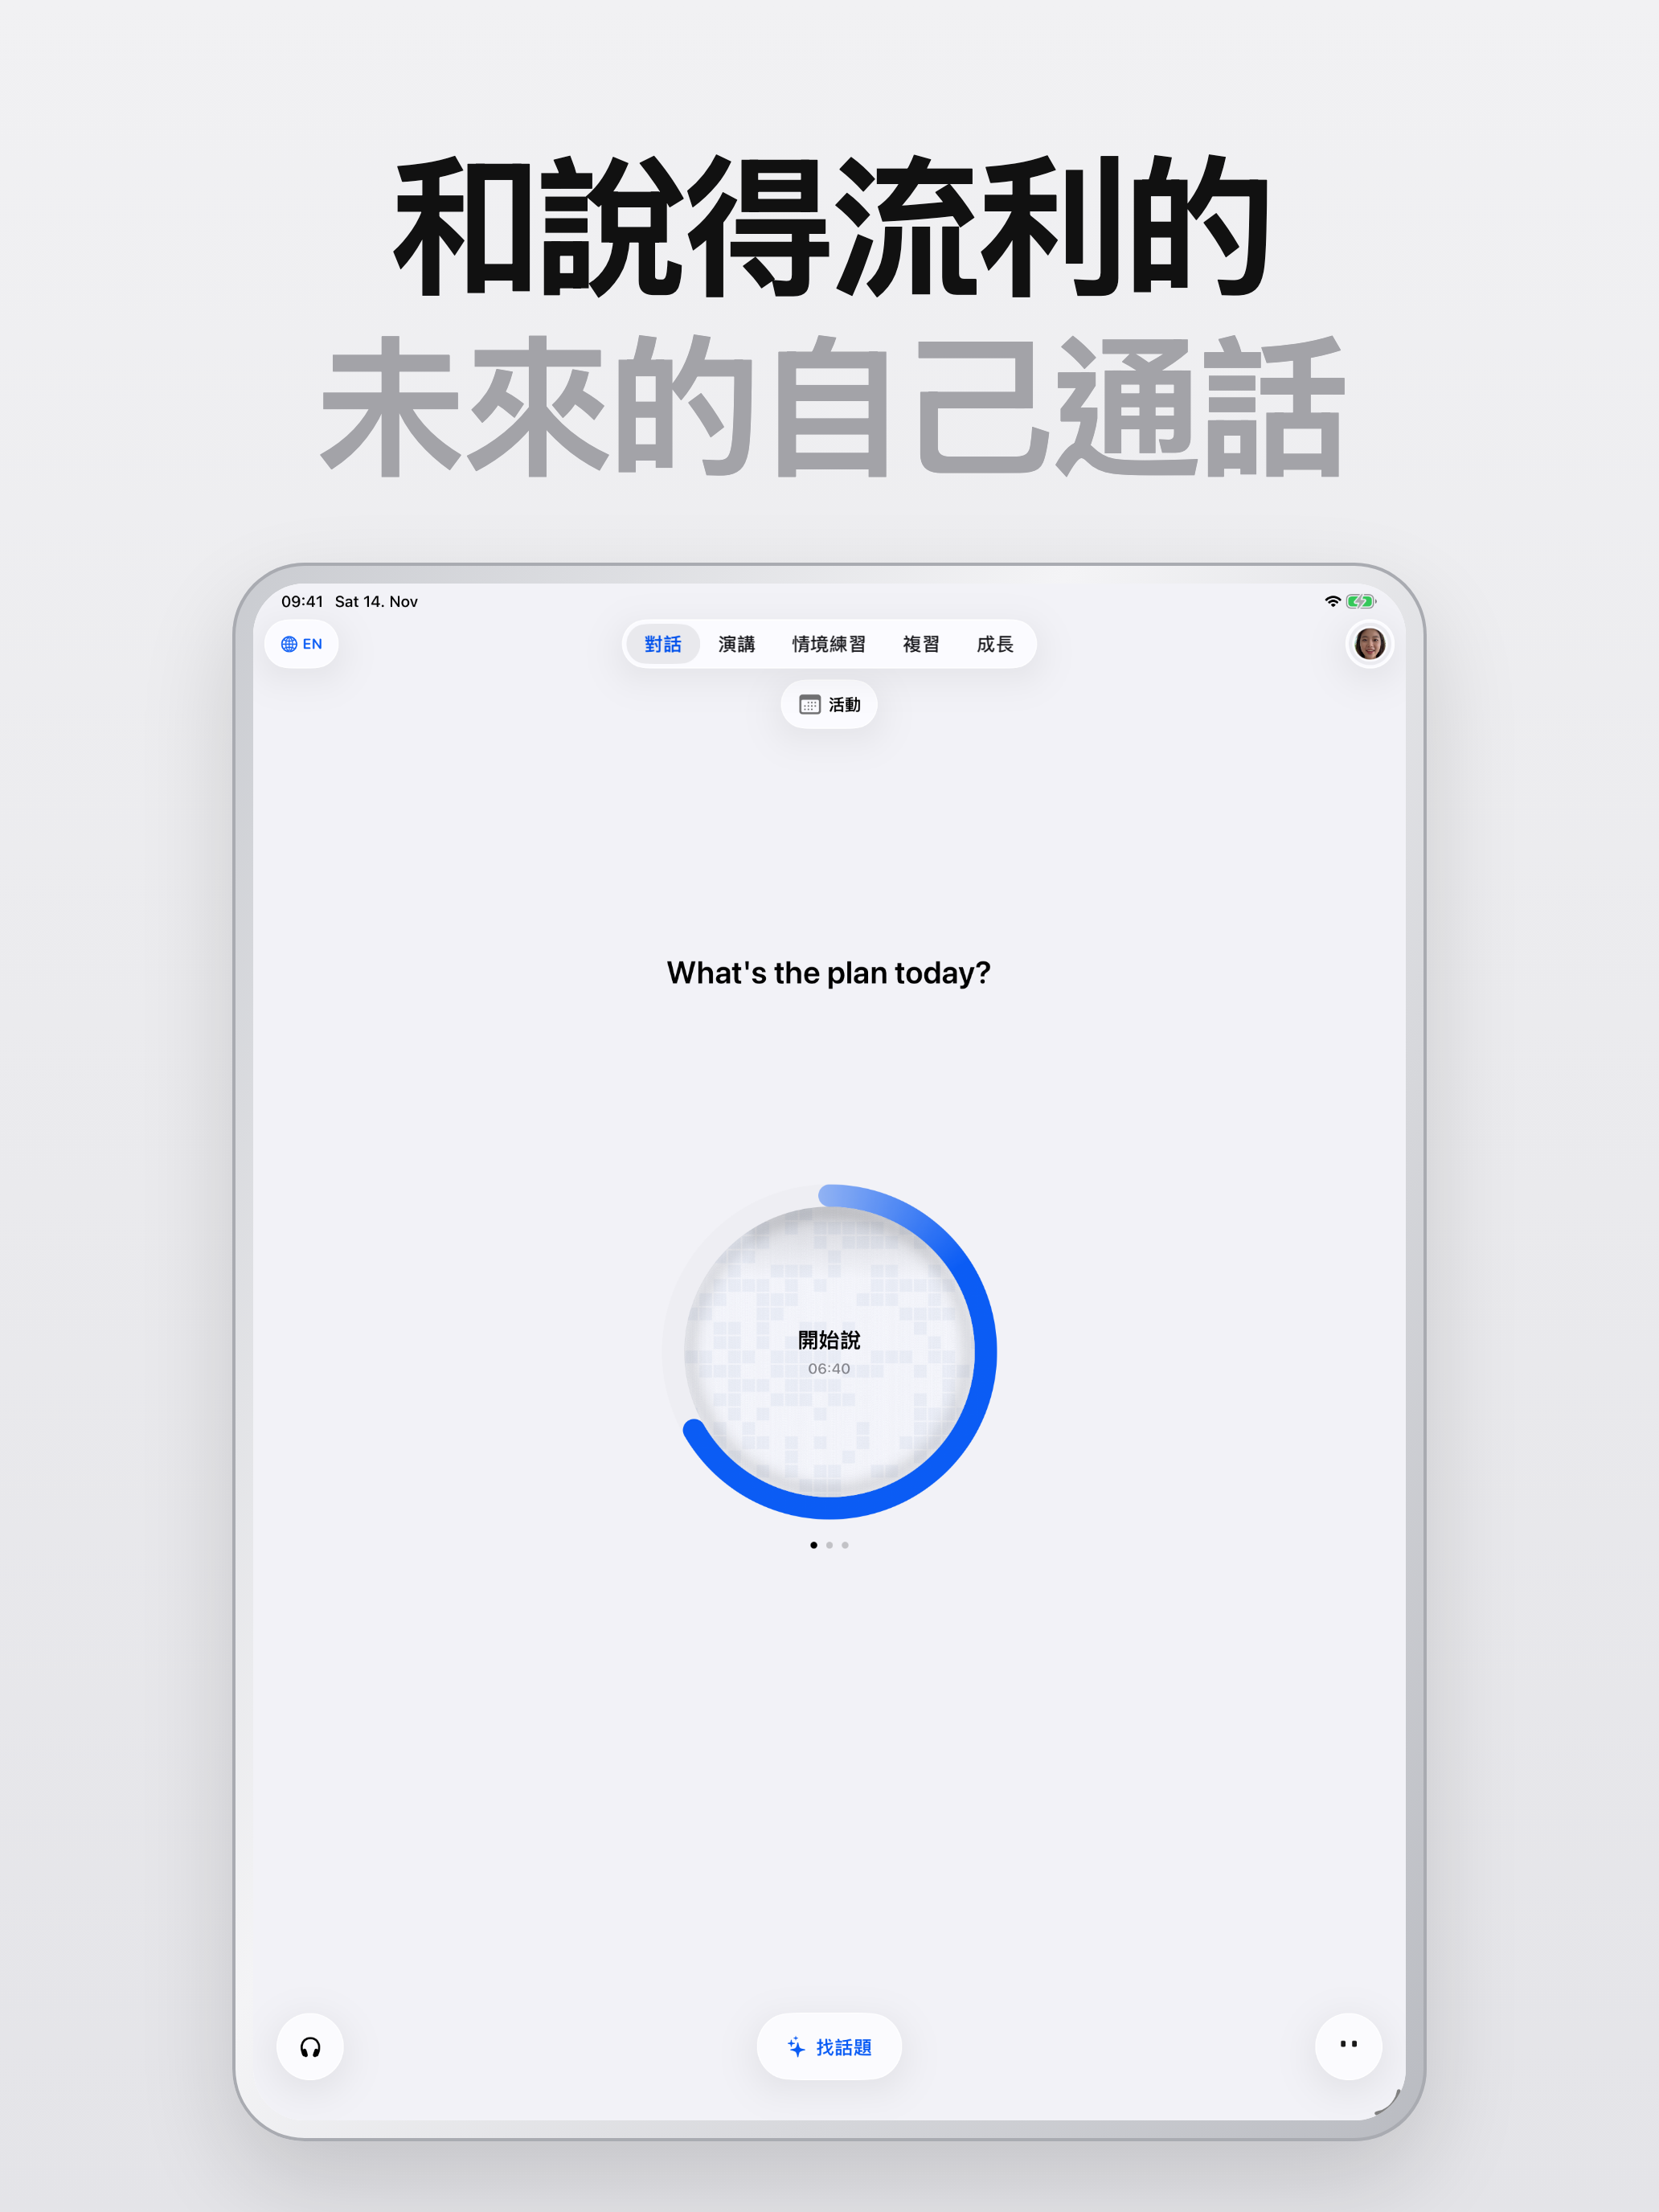 和說得流利的
未來的自己通話
09:41 Sat 14. Nov
EN
對話 演講 情境練習 複習 成長
活動
What's the plan today?
開始說
06:40
找話題